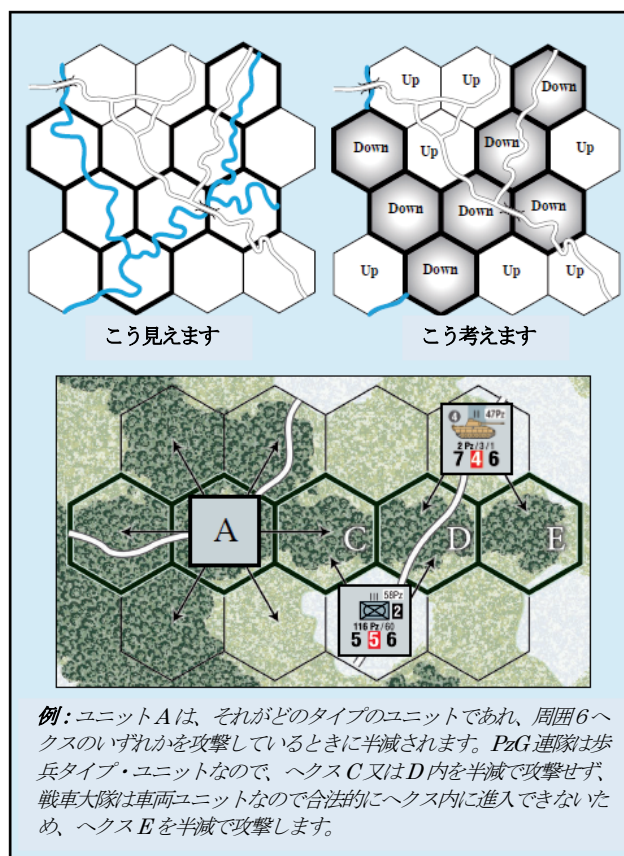 Up
Up
Down
Down
Up
Down
Up
Down
Down
Down
Up
Down
Up
Up
こう見えます
こう考えます
4
II
47Pz
2 Pz/3/1
7 4 6
A
C
D
E
III
58Pz
2
116 Pz/60
5 5 6
例：ユニットAは、それがどのタイプのユニットであれ、周囲６ヘ
クスのいずれかを攻撃しているときに半減されます。PzG連隊は歩
兵タイプ・ユニットなので、ヘクスC又はD内を半減で攻撃せず、
戦車大隊は車両ユニットなので合法的にヘクス内に進入できないた
め、ヘクスEを半減で攻撃します。